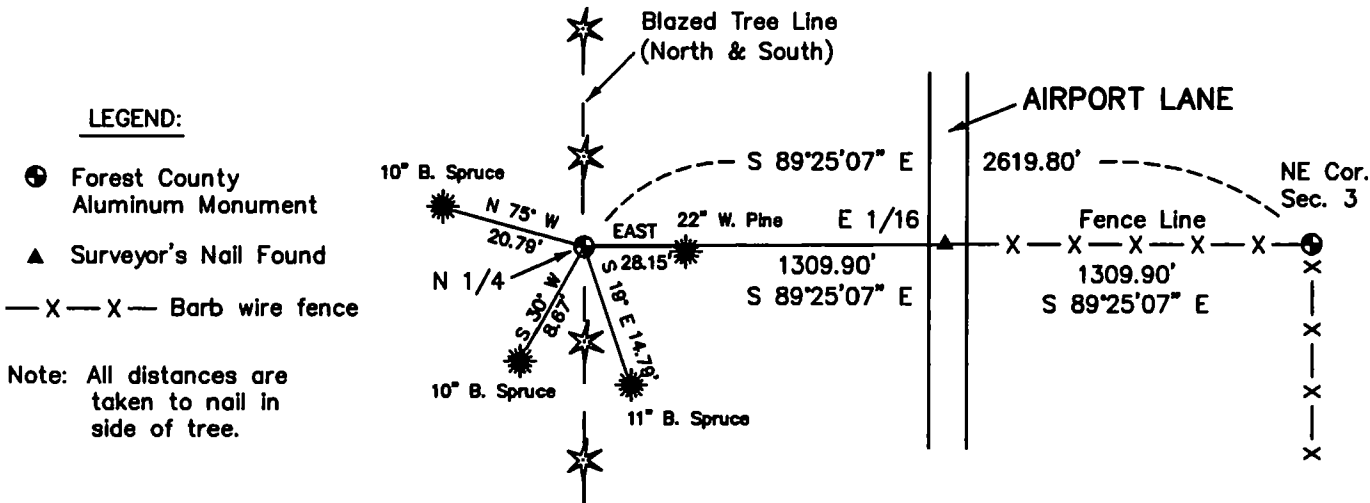 LEGEND:
Forest County
Aluminum Monument
Surveyor's Nail Found
X X Barb wire fence
Note: All distances are
taken to nail in
side of tree.
Blazed Tree Line
(North & South)
AIRPORT LANE
S 89°25'07" E 2619.80'
NE Cor.
Sec. 3
10" B. Spruce
N 75° W
20.79'
N 1/4
EAST
28.15'
22" W. Pine
E 1/16
1309.90'
S 89°25'07" E
Fence Line
X X X X X
1309.90'
S 89°25'07" E
S 30° W
8.67'
10" B. Spruce
S 19° E 14.79'
11" B. Spruce
X
X
X
X